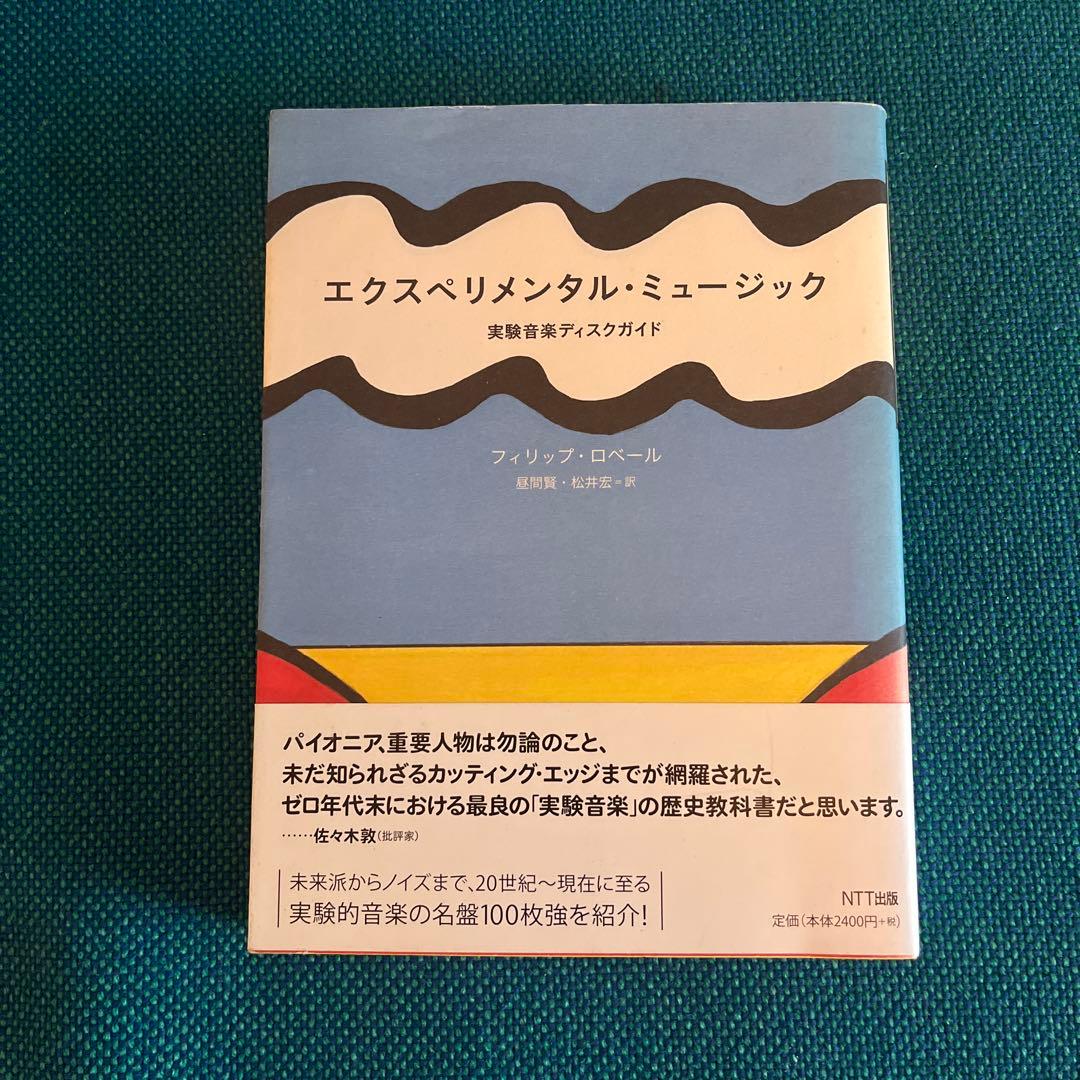 エクスペリメンタル・ミュージック
実験音楽ディスクガイド
フィリップ・ロベール
昼間賢・松井宏=訳
パイオニア、重要人物は勿論のこと、
未だ知られざるカッティング・エッジまでが網羅された、
ゼロ年代末における最良の「実験音楽」の歴史教科書だと思います。
……佐々木敦(批評家)
未来派からノイズまで、20世紀〜現在に至る
実験的音楽の名盤100枚強を紹介!
NTT出版
定価(本体2400円+税)